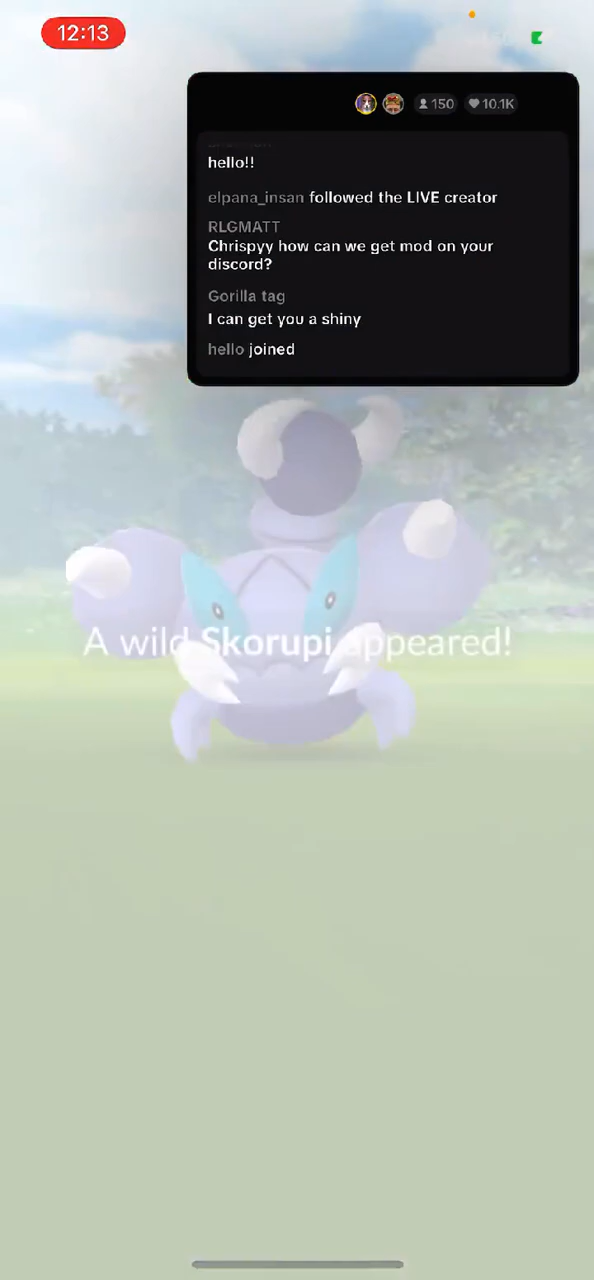 12:13
150 10.1K
hello!!
elpana_insan followed the LIVE creator
RLGMATT
Chrispyy how can we get mod on your
discord?
Gorilla tag
I can get you a shiny
hello joined
A wild Skorupi appeared!